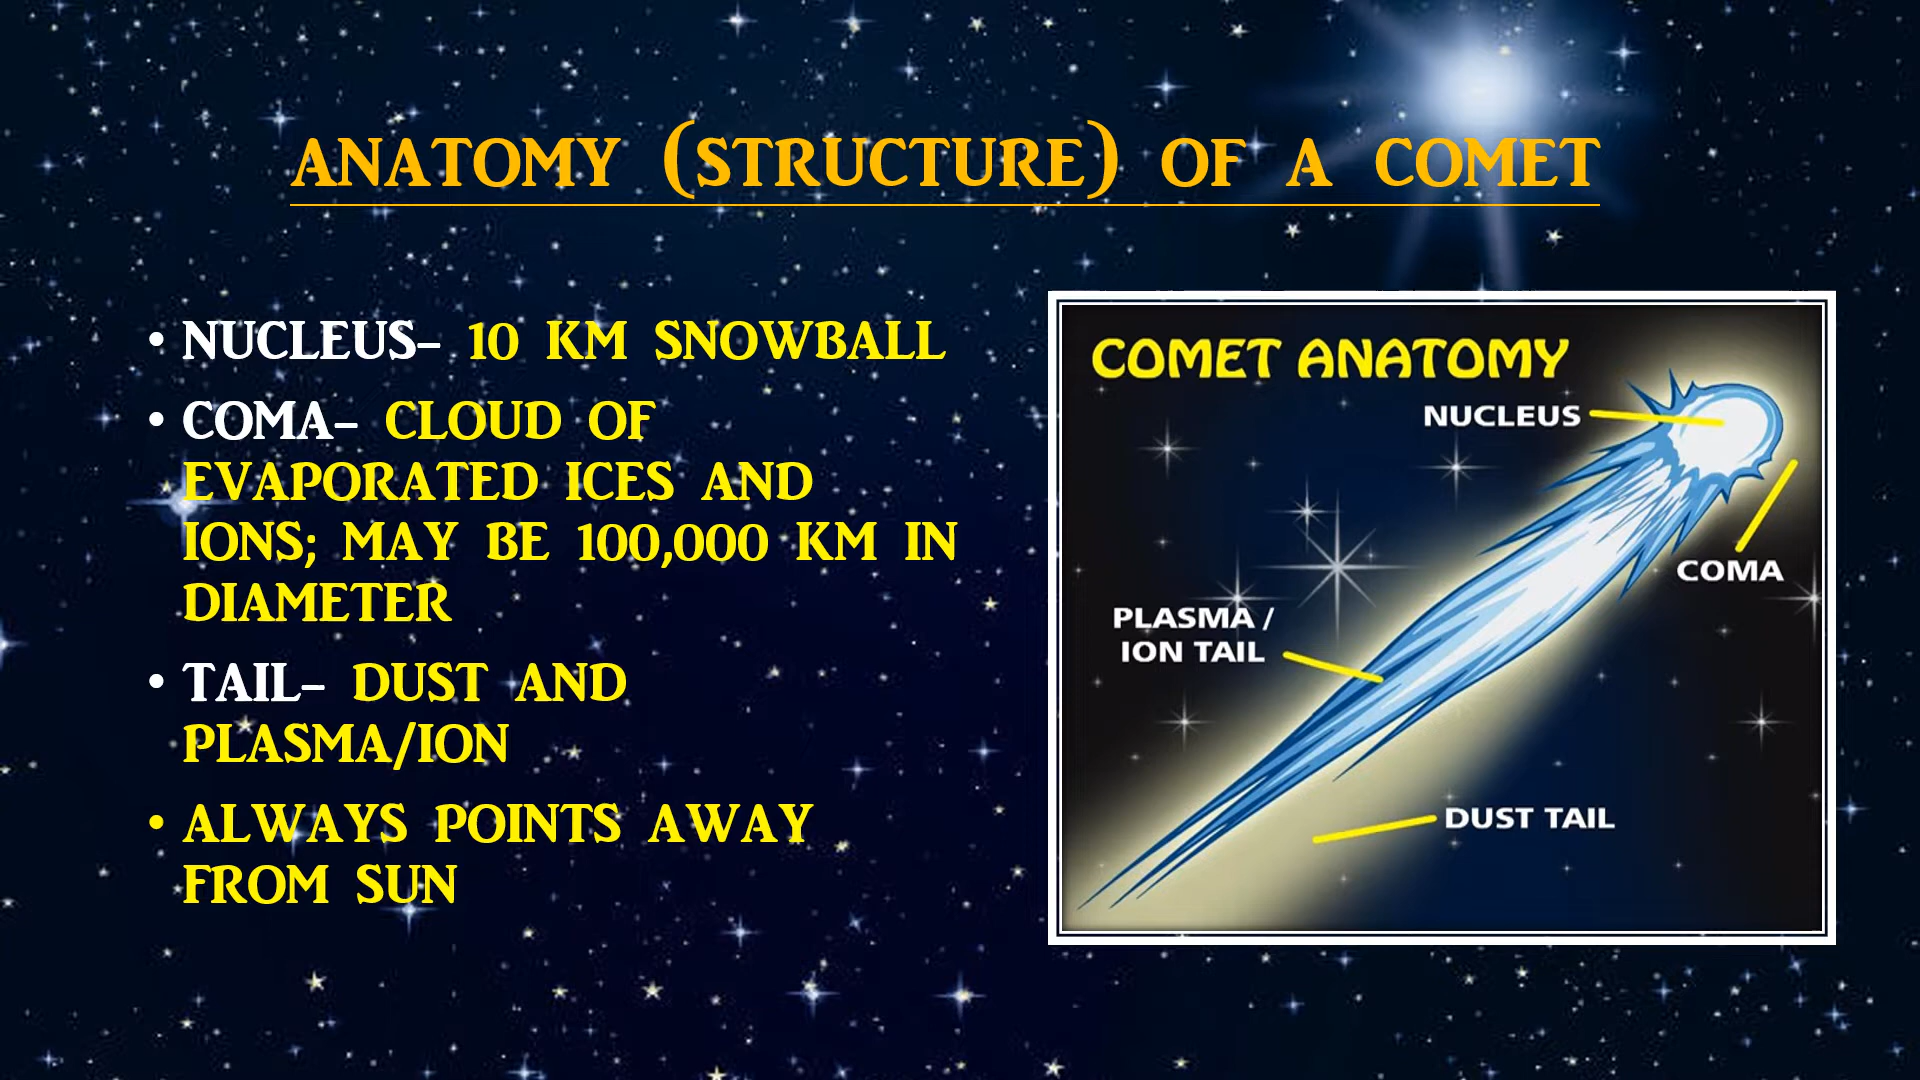 ANATOMY (STRUCTURE) OF A COMET
• NUCLEUS- 10 KM SNOWBALL
• COMA- CLOUD OF
EVAPORATED ICES AND
IONS; MAY BE 100,000 KM IN
DIAMETER
• TAIL- DUST AND
PLASMA/ION
• ALWAYS POINTS AWAY
FROM SUN
COMET ANATOMY
NUCLEUS
COMA
PLASMA /
ION TAIL
DUST TAIL